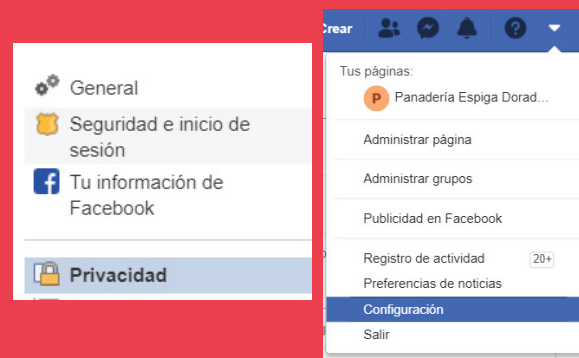 General
Seguridad e inicio de
sesión
Tu información de
Facebook
Privacidad
Crear
Tus páginas:
P Panadería Espiga Dorad...
Administrar página
Administrar grupos
Publicidad en Facebook
Registro de actividad 20+
Preferencias de noticias
Configuración
Salir